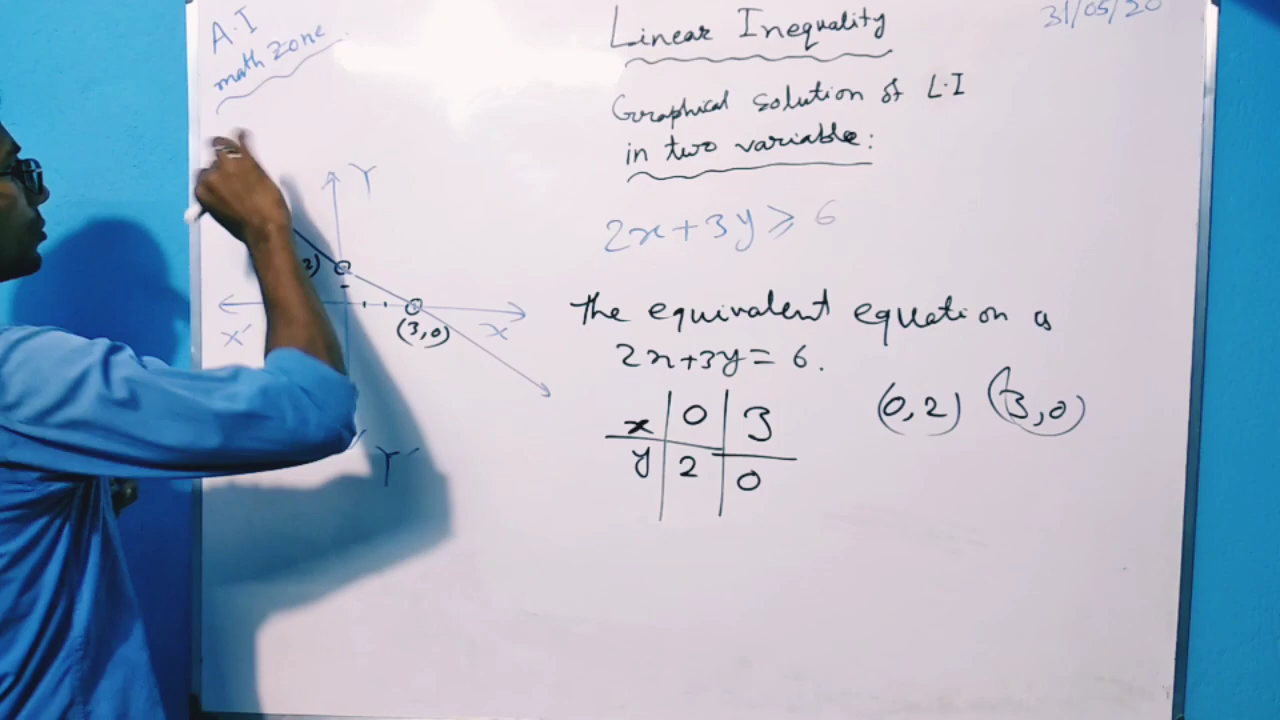 A.I
math zone
Linear Inequality
31/05/20
Graphical solution of L.I
in two variable:
2x+3y⩾6
Y
2)
(3,0)
X′
X
Y′
The equivalent equation is
2x+3y=6.
x 0 3
y 2 0
(0,2) (3,0)